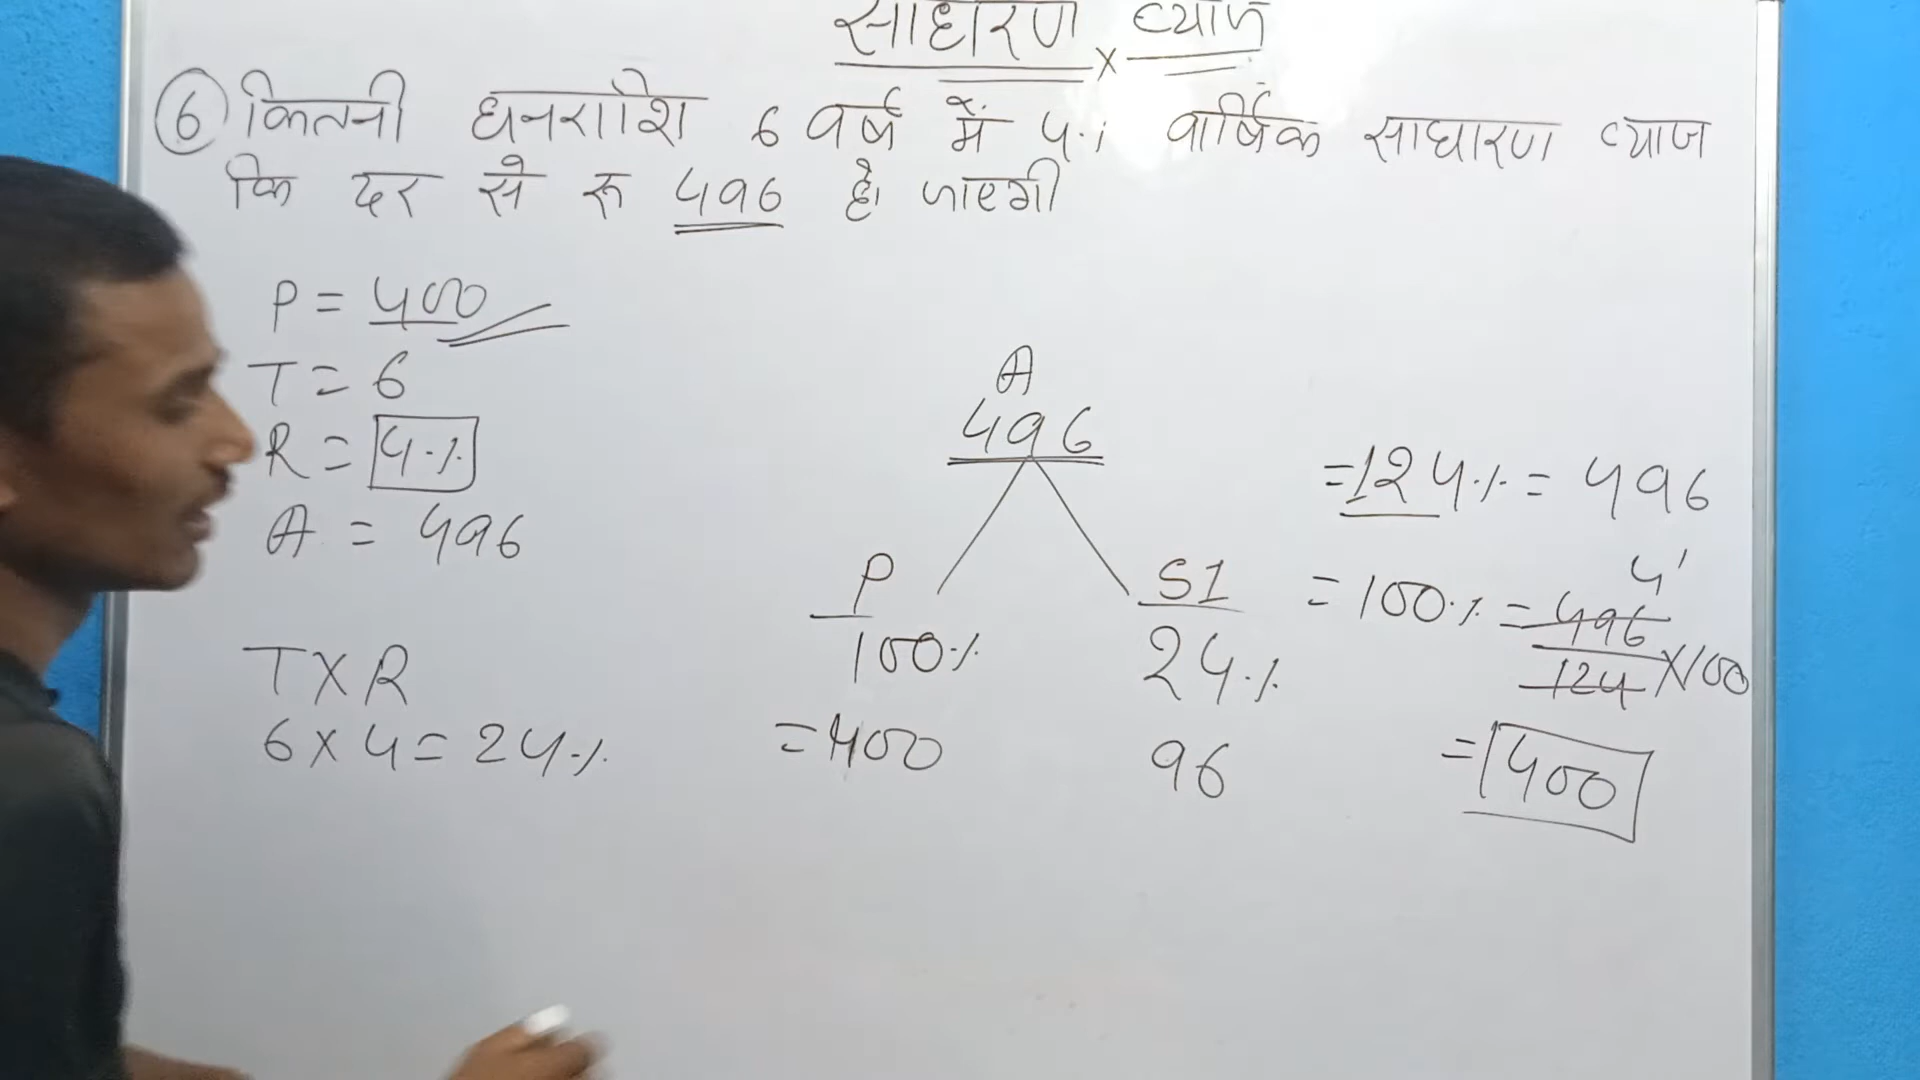 साधारण ब्याज
⑥ कितनी धनराशि 6 वर्ष में 4% वार्षिक साधारण ब्याज
कि दर से रू 496 हो जाएगी
P = 400
T = 6
R = 4%
A = 496
T X R
6 x 4 = 24%
A
496
P
100%
= 400
SI
24%
96
= 124% = 496
= 100% = 496/124 X 100
4
= 400